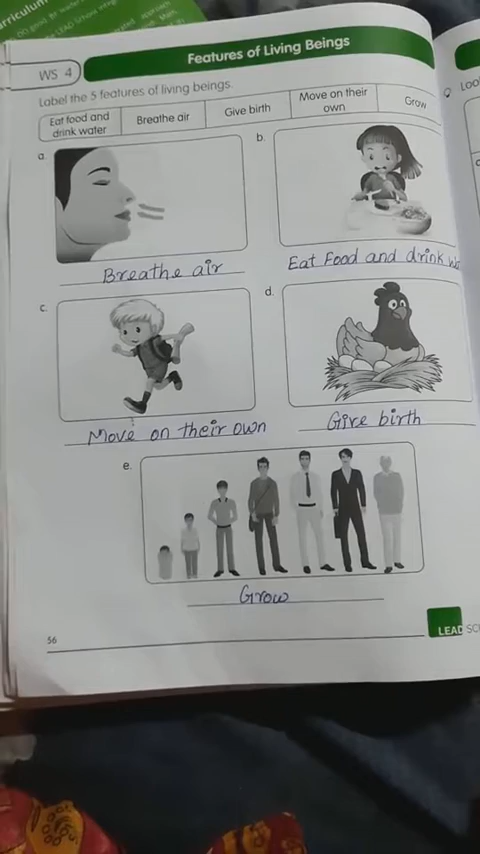 rriculum
WS 4
Features of Living Beings
Label the 5 features of living beings.
Eat food and drink water
Breathe air
Give birth
Move on their own
Grow
a.
b.
Breathe air
Eat Food and drink
c.
d.
Move on their own
Give birth
e.
Grow
56
LEAD